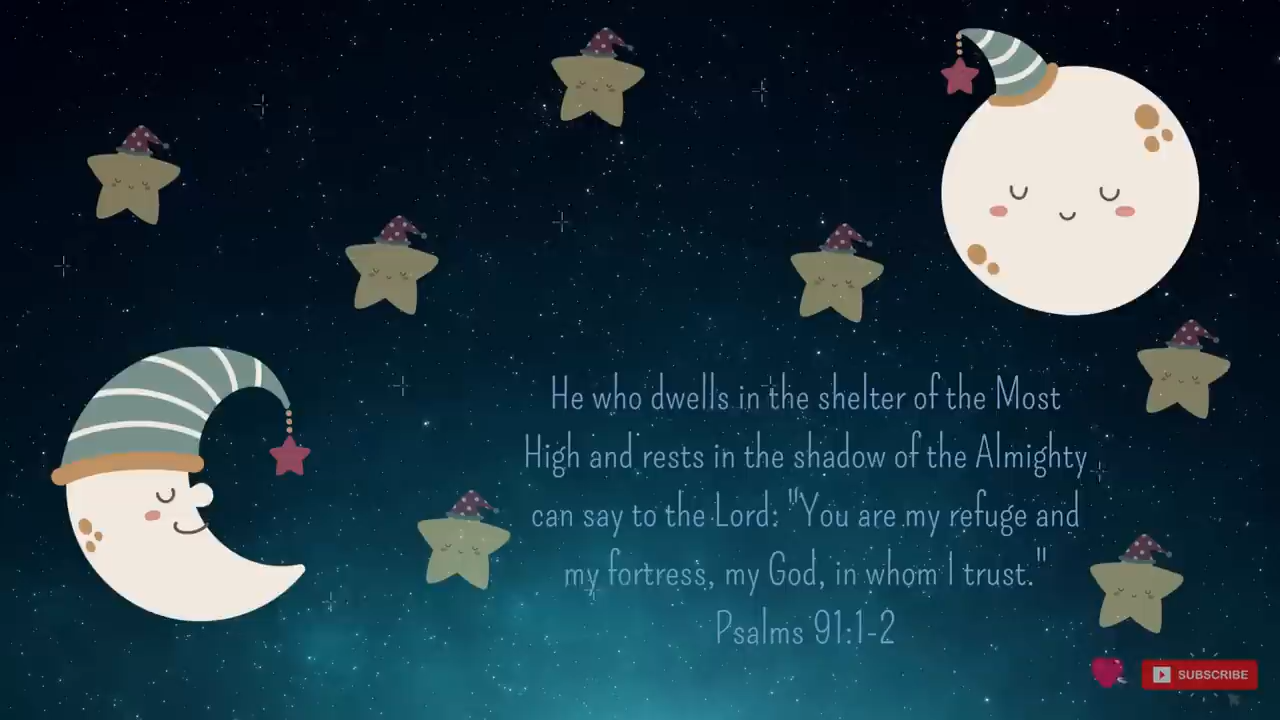 He who dwells in the shelter of the Most
High and rests in the shadow of the Almighty
can say to the Lord: "You are my refuge and
my fortress, my God, in whom I trust."
Psalms 91:1-2
SUBSCRIBE